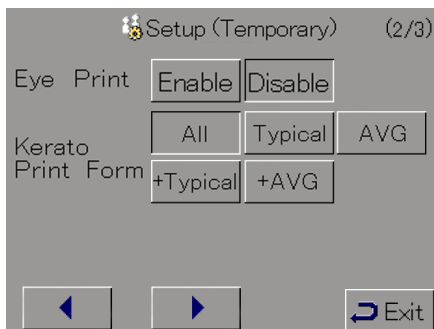 Setup (Temporary) (2/3)
Eye Print Enable Disable
Kerato Print Form All Typical AVG
+Typical +AVG
Exit